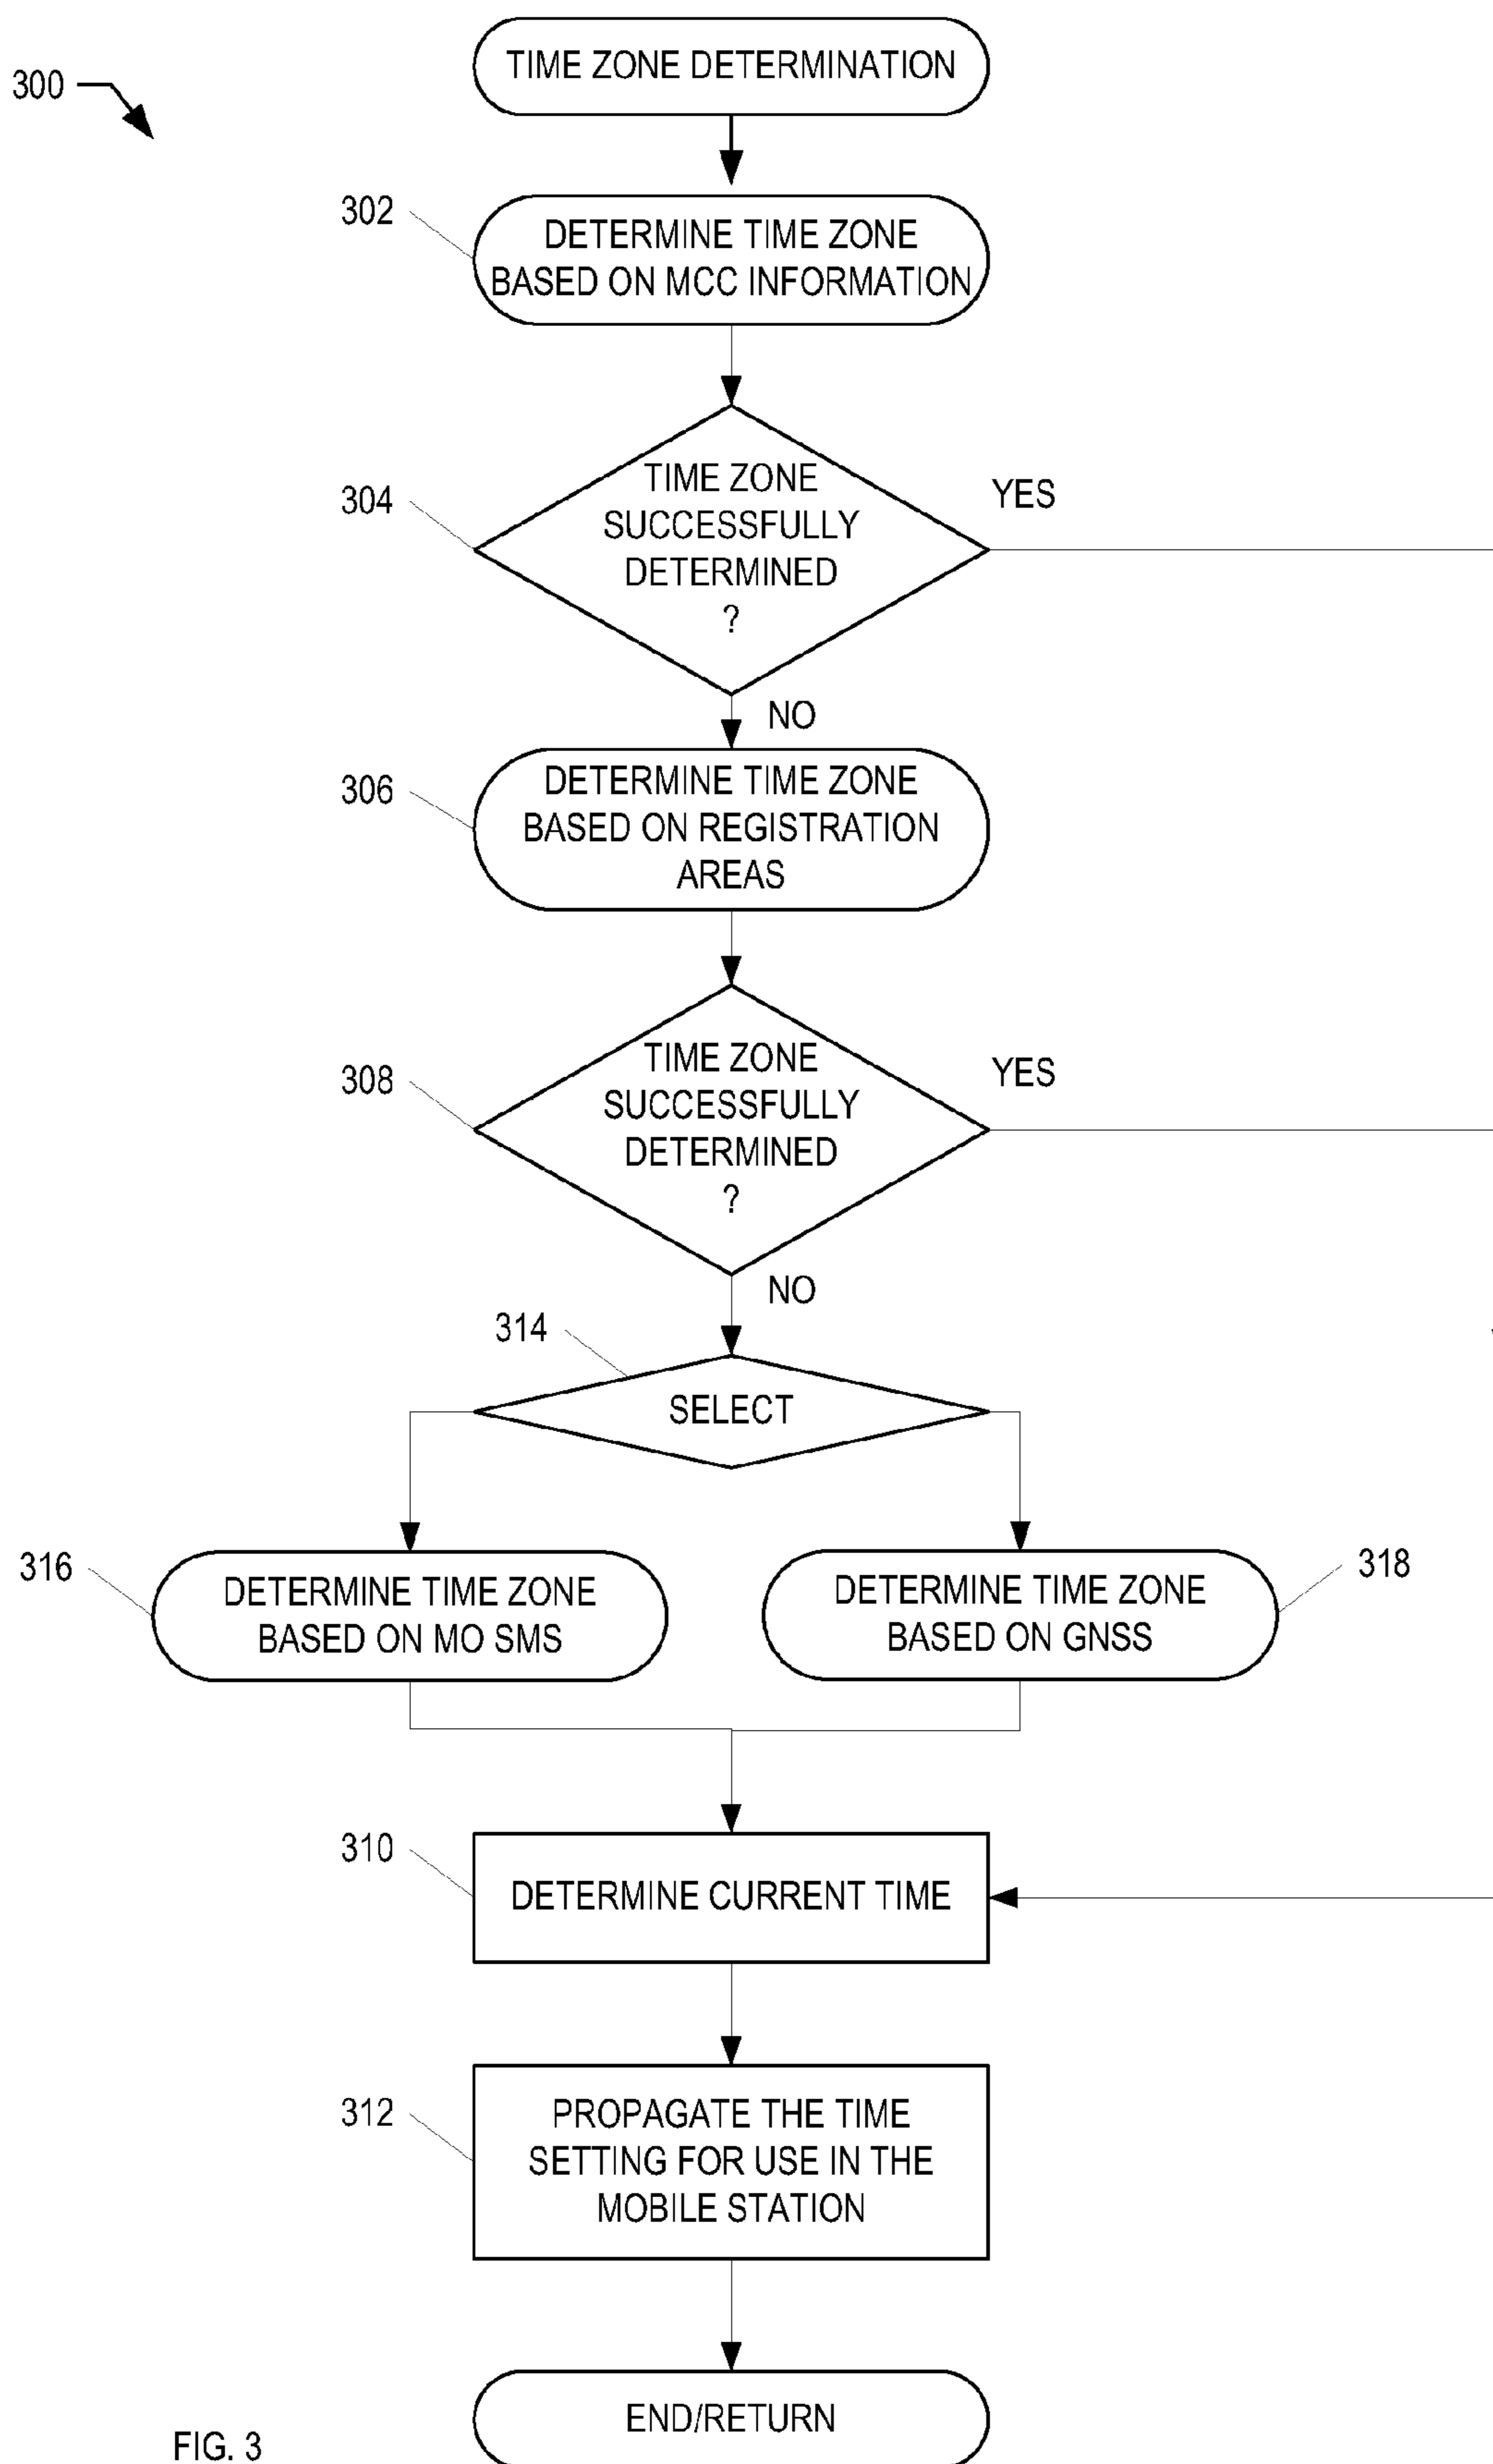 TIME ZONE DETERMINATION
300
302
DETERMINE TIME ZONE
BASED ON MCC INFORMATION
304
TIME ZONE
SUCCESSFULLY
DETERMINED
?
YES
NO
306
DETERMINE TIME ZONE
BASED ON REGISTRATION
AREAS
308
TIME ZONE
SUCCESSFULLY
DETERMINED
?
YES
NO
314
SELECT
316
DETERMINE TIME ZONE
BASED ON MO SMS
DETERMINE TIME ZONE
BASED ON GNSS
318
310
DETERMINE CURRENT TIME
312
PROPAGATE THE TIME
SETTING FOR USE IN THE
MOBILE STATION
END/RETURN
FIG. 3